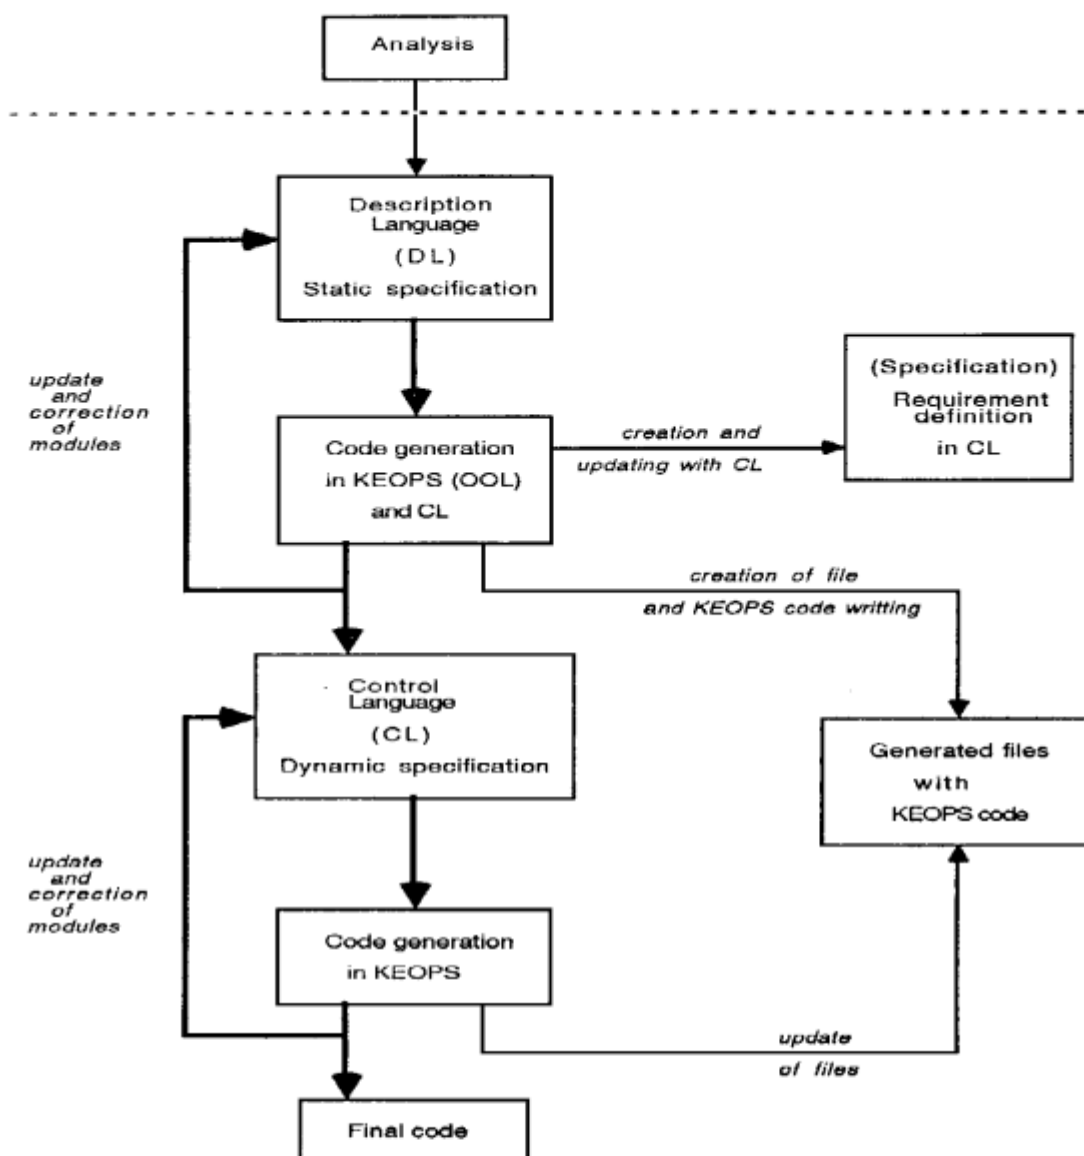 Analysis
Description
Language
(DL)
Static specification
update
and
correction
of
modules
(Specification)
Requirement
definition
in CL
Code generation
in KEOPS (OOL)
and CL
creation and
updating with CL
creation of file
and KEOPS code writting
Control
Language
(CL)
Dynamic specification
Generated files
with
KEOPS code
update
and
correction
of
modules
Code generation
in KEOPS
update
of files
Final code